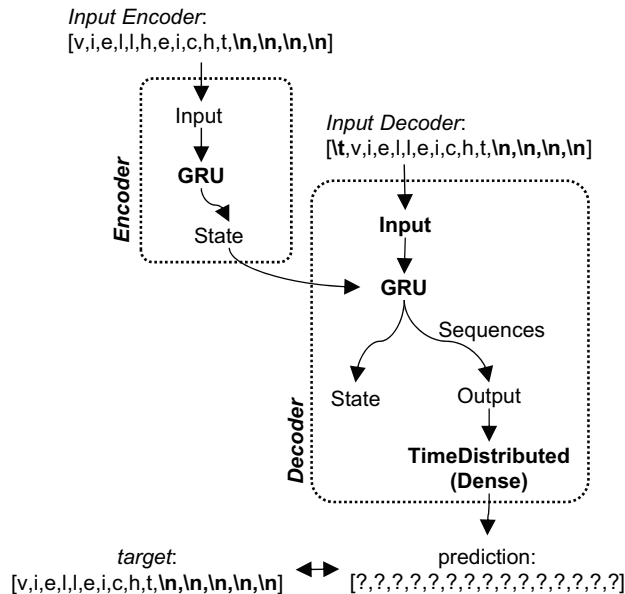 Input Encoder:
[v,i,e,l,l,h,e,i,c,h,t,\n,\n,\n,\n]
Input
GRU
State
Encoder
Input Decoder:
[\t,v,i,e,l,l,e,i,c,h,t,\n,\n,\n,\n]
Input
GRU
Sequences
State
Output
TimeDistributed
(Dense)
Decoder
target:
[v,i,e,l,l,e,i,c,h,t,\n,\n,\n,\n,\n]
prediction:
[?,?,?,?,?,?,?,?,?,?,?,?,?,?,?]